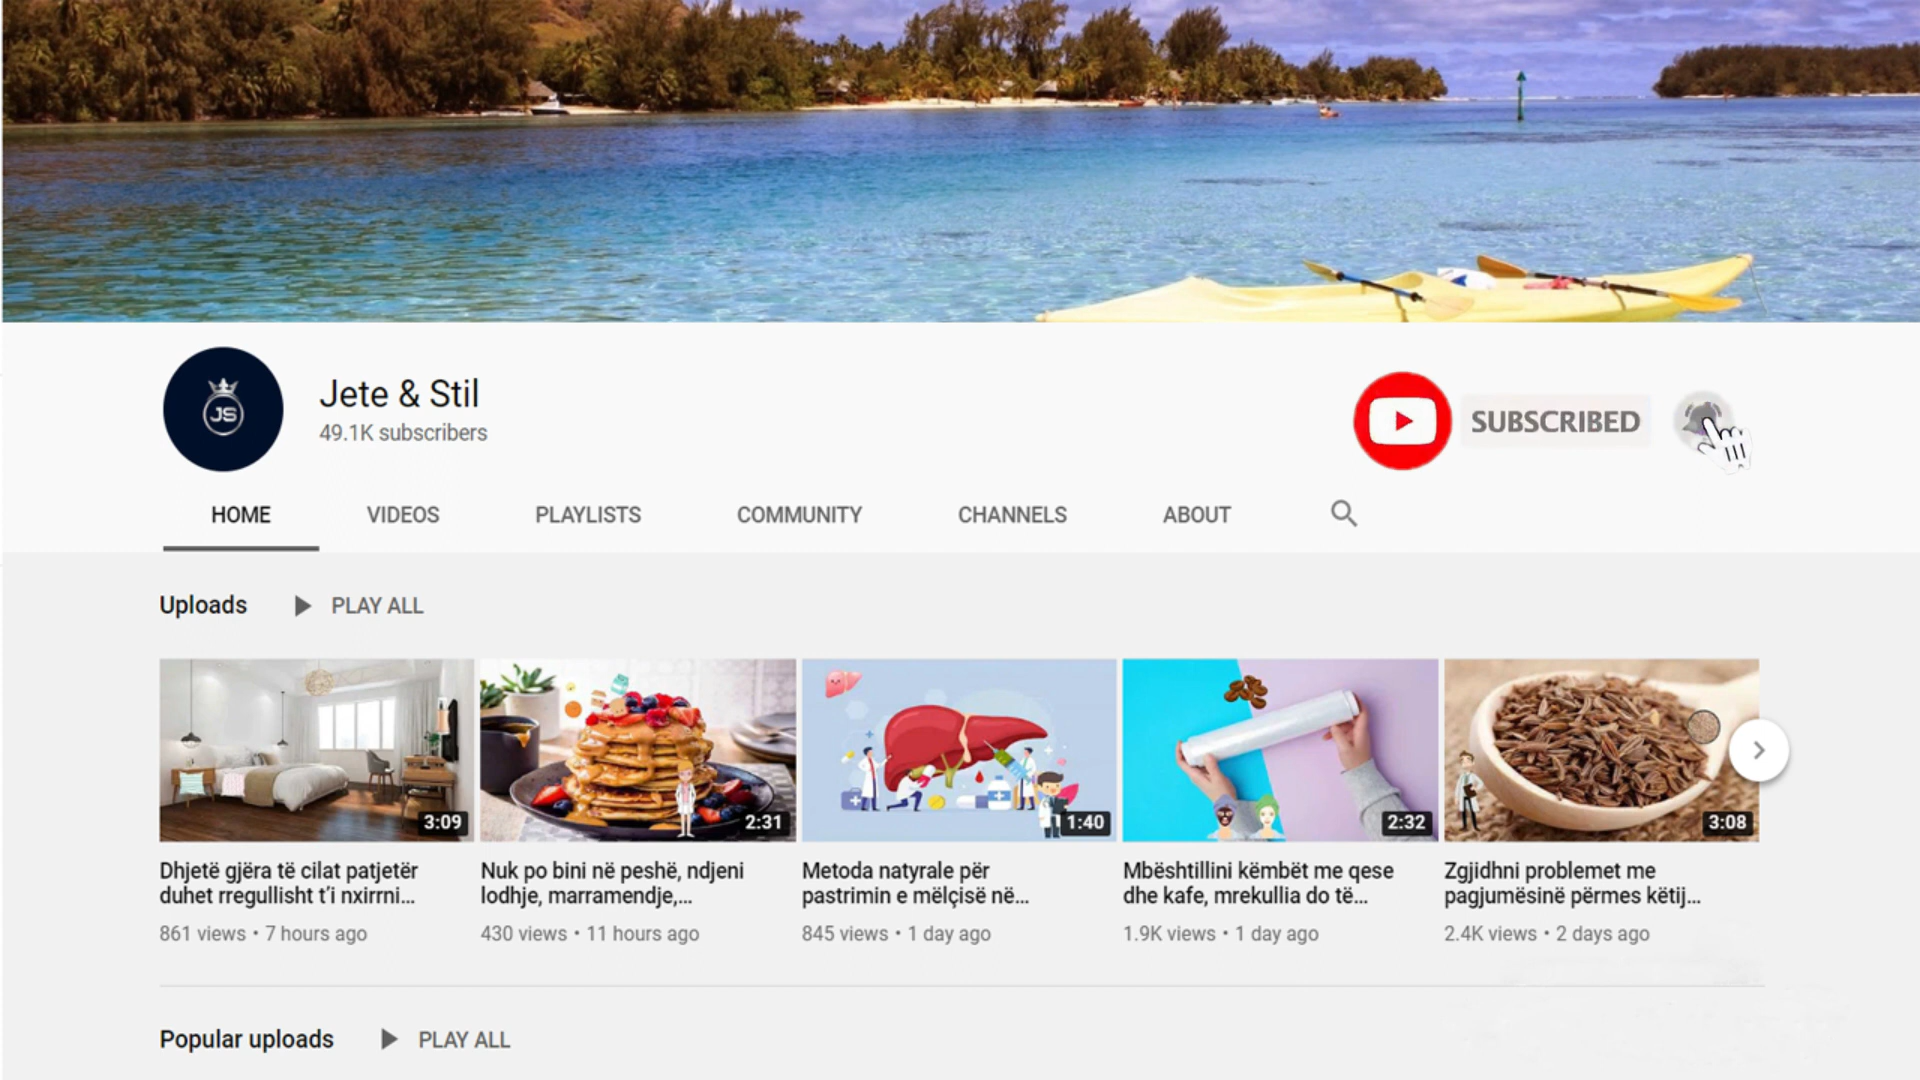 JS
Jete & Stil
49.1K subscribers
SUBSCRIBED
HOME VIDEOS PLAYLISTS COMMUNITY CHANNELS ABOUT
Uploads PLAY ALL
3:09 2:31 1:40 2:32 3:08
Dhjetë gjëra të cilat patjetër
duhet rregullisht t'i nxirrni...
861 views • 7 hours ago
Nuk po bini në peshë, ndjeni
lodhje, marramendje,...
430 views • 11 hours ago
Metoda natyrale për
pastrimin e mëlçisë në...
845 views • 1 day ago
Mbështillini këmbët me qese
dhe kafe, mrekullia do të...
1.9K views • 1 day ago
Zgjidhni problemet me
pagjumësinë përmes këtij...
2.4K views • 2 days ago
Popular uploads PLAY ALL